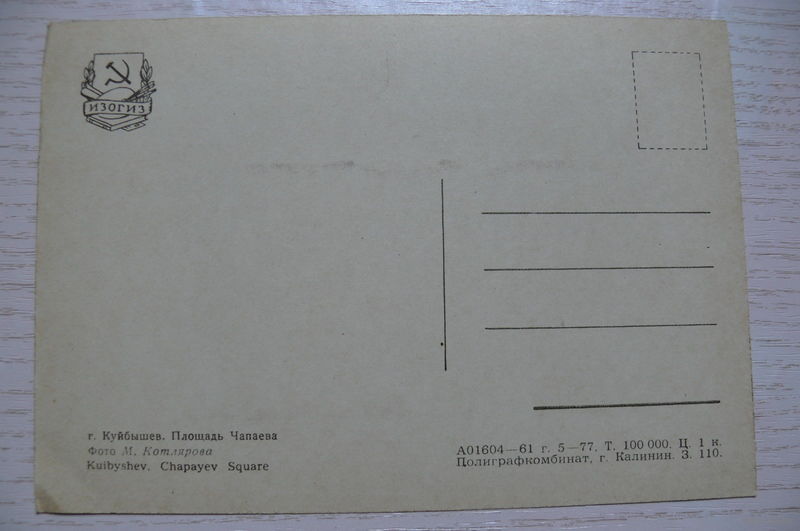 ИЗОГИЗ
г. Куйбышев. Площадь Чапаева
Фото М. Котлярова
Kuibyshev. Chapayev Square
А01604—61 г. 5—77. Т. 100 000. Ц. 1 к.
Полиграфкомбинат, г. Калинин. З. 110.